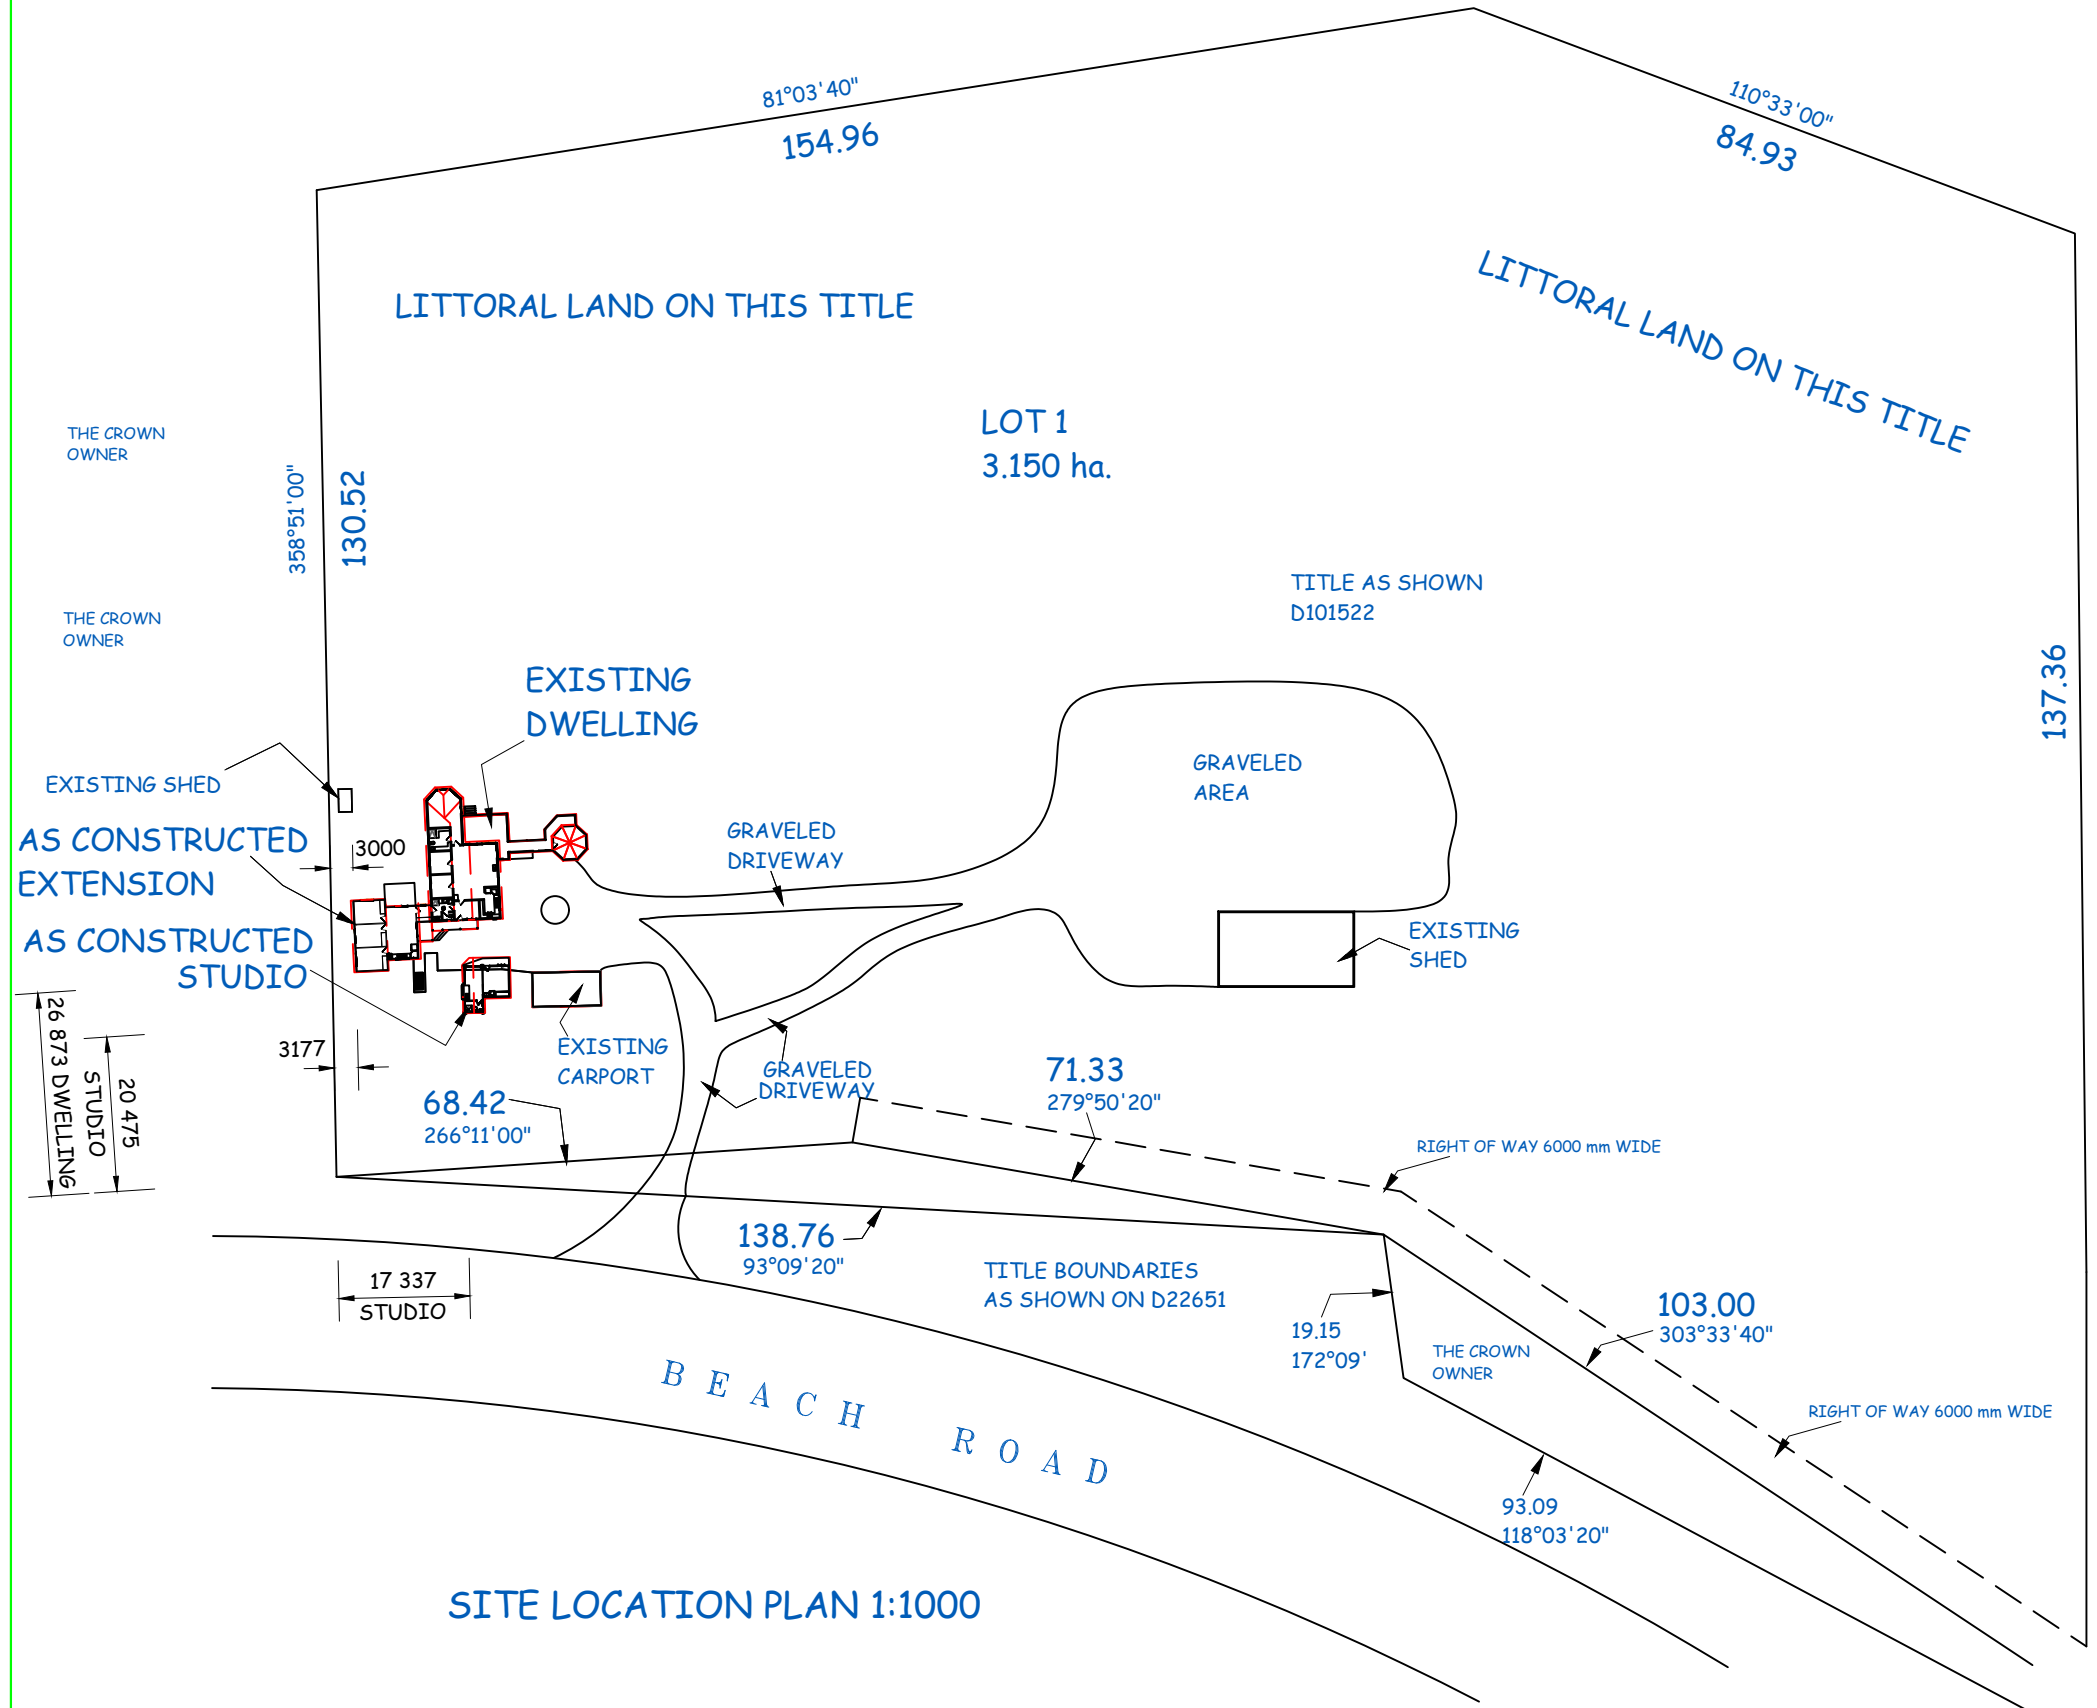 81°03'40"
154.96
110°33'00"
84.93
LITTORAL LAND ON THIS TITLE
LITTORAL LAND ON THIS TITLE
LOT 1
3.150 ha.
THE CROWN
OWNER
358°51'00"
130.52
TITLE AS SHOWN
D101522
THE CROWN
OWNER
137.36
EXISTING
DWELLING
EXISTING SHED
GRAVELED
AREA
AS CONSTRUCTED
EXTENSION
3000
GRAVELED
DRIVEWAY
AS CONSTRUCTED
STUDIO
EXISTING
SHED
26 873 DWELLING
20 475
STUDIO
3177
EXISTING
CARPORT
GRAVELED
DRIVEWAY
68.42
266°11'00"
71.33
279°50'20"
RIGHT OF WAY 6000 mm WIDE
138.76
93°09'20"
17 337
STUDIO
TITLE BOUNDARIES
AS SHOWN ON D22651
19.15
172°09'
103.00
303°33'40"
THE CROWN
OWNER
RIGHT OF WAY 6000 mm WIDE
BEACH ROAD
93.09
118°03'20"
SITE LOCATION PLAN 1:1000